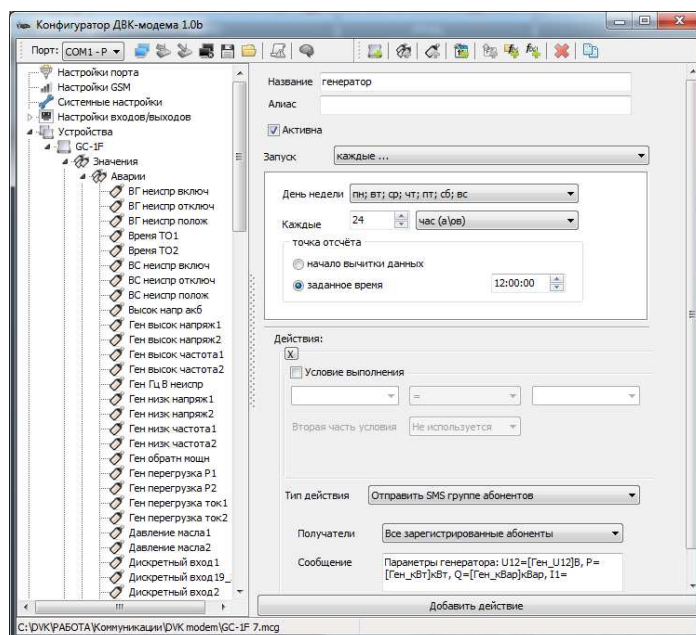 Конфигуратор ДВК-модема 1.0b
Порт: COM1 - P
Настройки порта
Настройки GSM
Системные настройки
Настройки входов/выходов
Устройства
GC-1F
Значения
Аварии
ВГ неиспр включ
ВГ неиспр отключ
ВГ неиспр полож
Время ТО1
Время ТО2
ВС неиспр включ
ВС неиспр отключ
ВС неиспр полож
Высок напр акб
Ген высок напряж1
Ген высок напряж2
Ген высок частота1
Ген высок частота2
Ген Гц В неиспр
Ген низк напряж1
Ген низк напряж2
Ген низк частота1
Ген низк частота2
Ген обратн мощн
Ген перегрузка P1
Ген перегрузка P2
Ген перегрузка ток1
Ген перегрузка ток2
Давление масла1
Давление масла2
Дискретный вход1
Дискретный вход19_
Дискретный вход2
Название генератор
Алиас
Активна
Запуск каждые ...
День недели пн; вт; ср; чт; пт; сб; вс
Каждые 24 час (а\ов)
точка отсчёта
начало вычитки данных
заданное время 12:00:00
Действия:
X
Условие выполнения
=
Вторая часть условия Не используется
Тип действия Отправить SMS группе абонентов
Получатели Все зарегистрированные абоненты
Сообщение Параметры генератора: U12=[Ген_U12]В, P=
[Ген_кВт]кВт, Q=[Ген_кВар]кВар, I1=
Добавить действие
C:\DVK\РАБОТА\Коммуникации\DVK modem\GC-1F 7.mcg